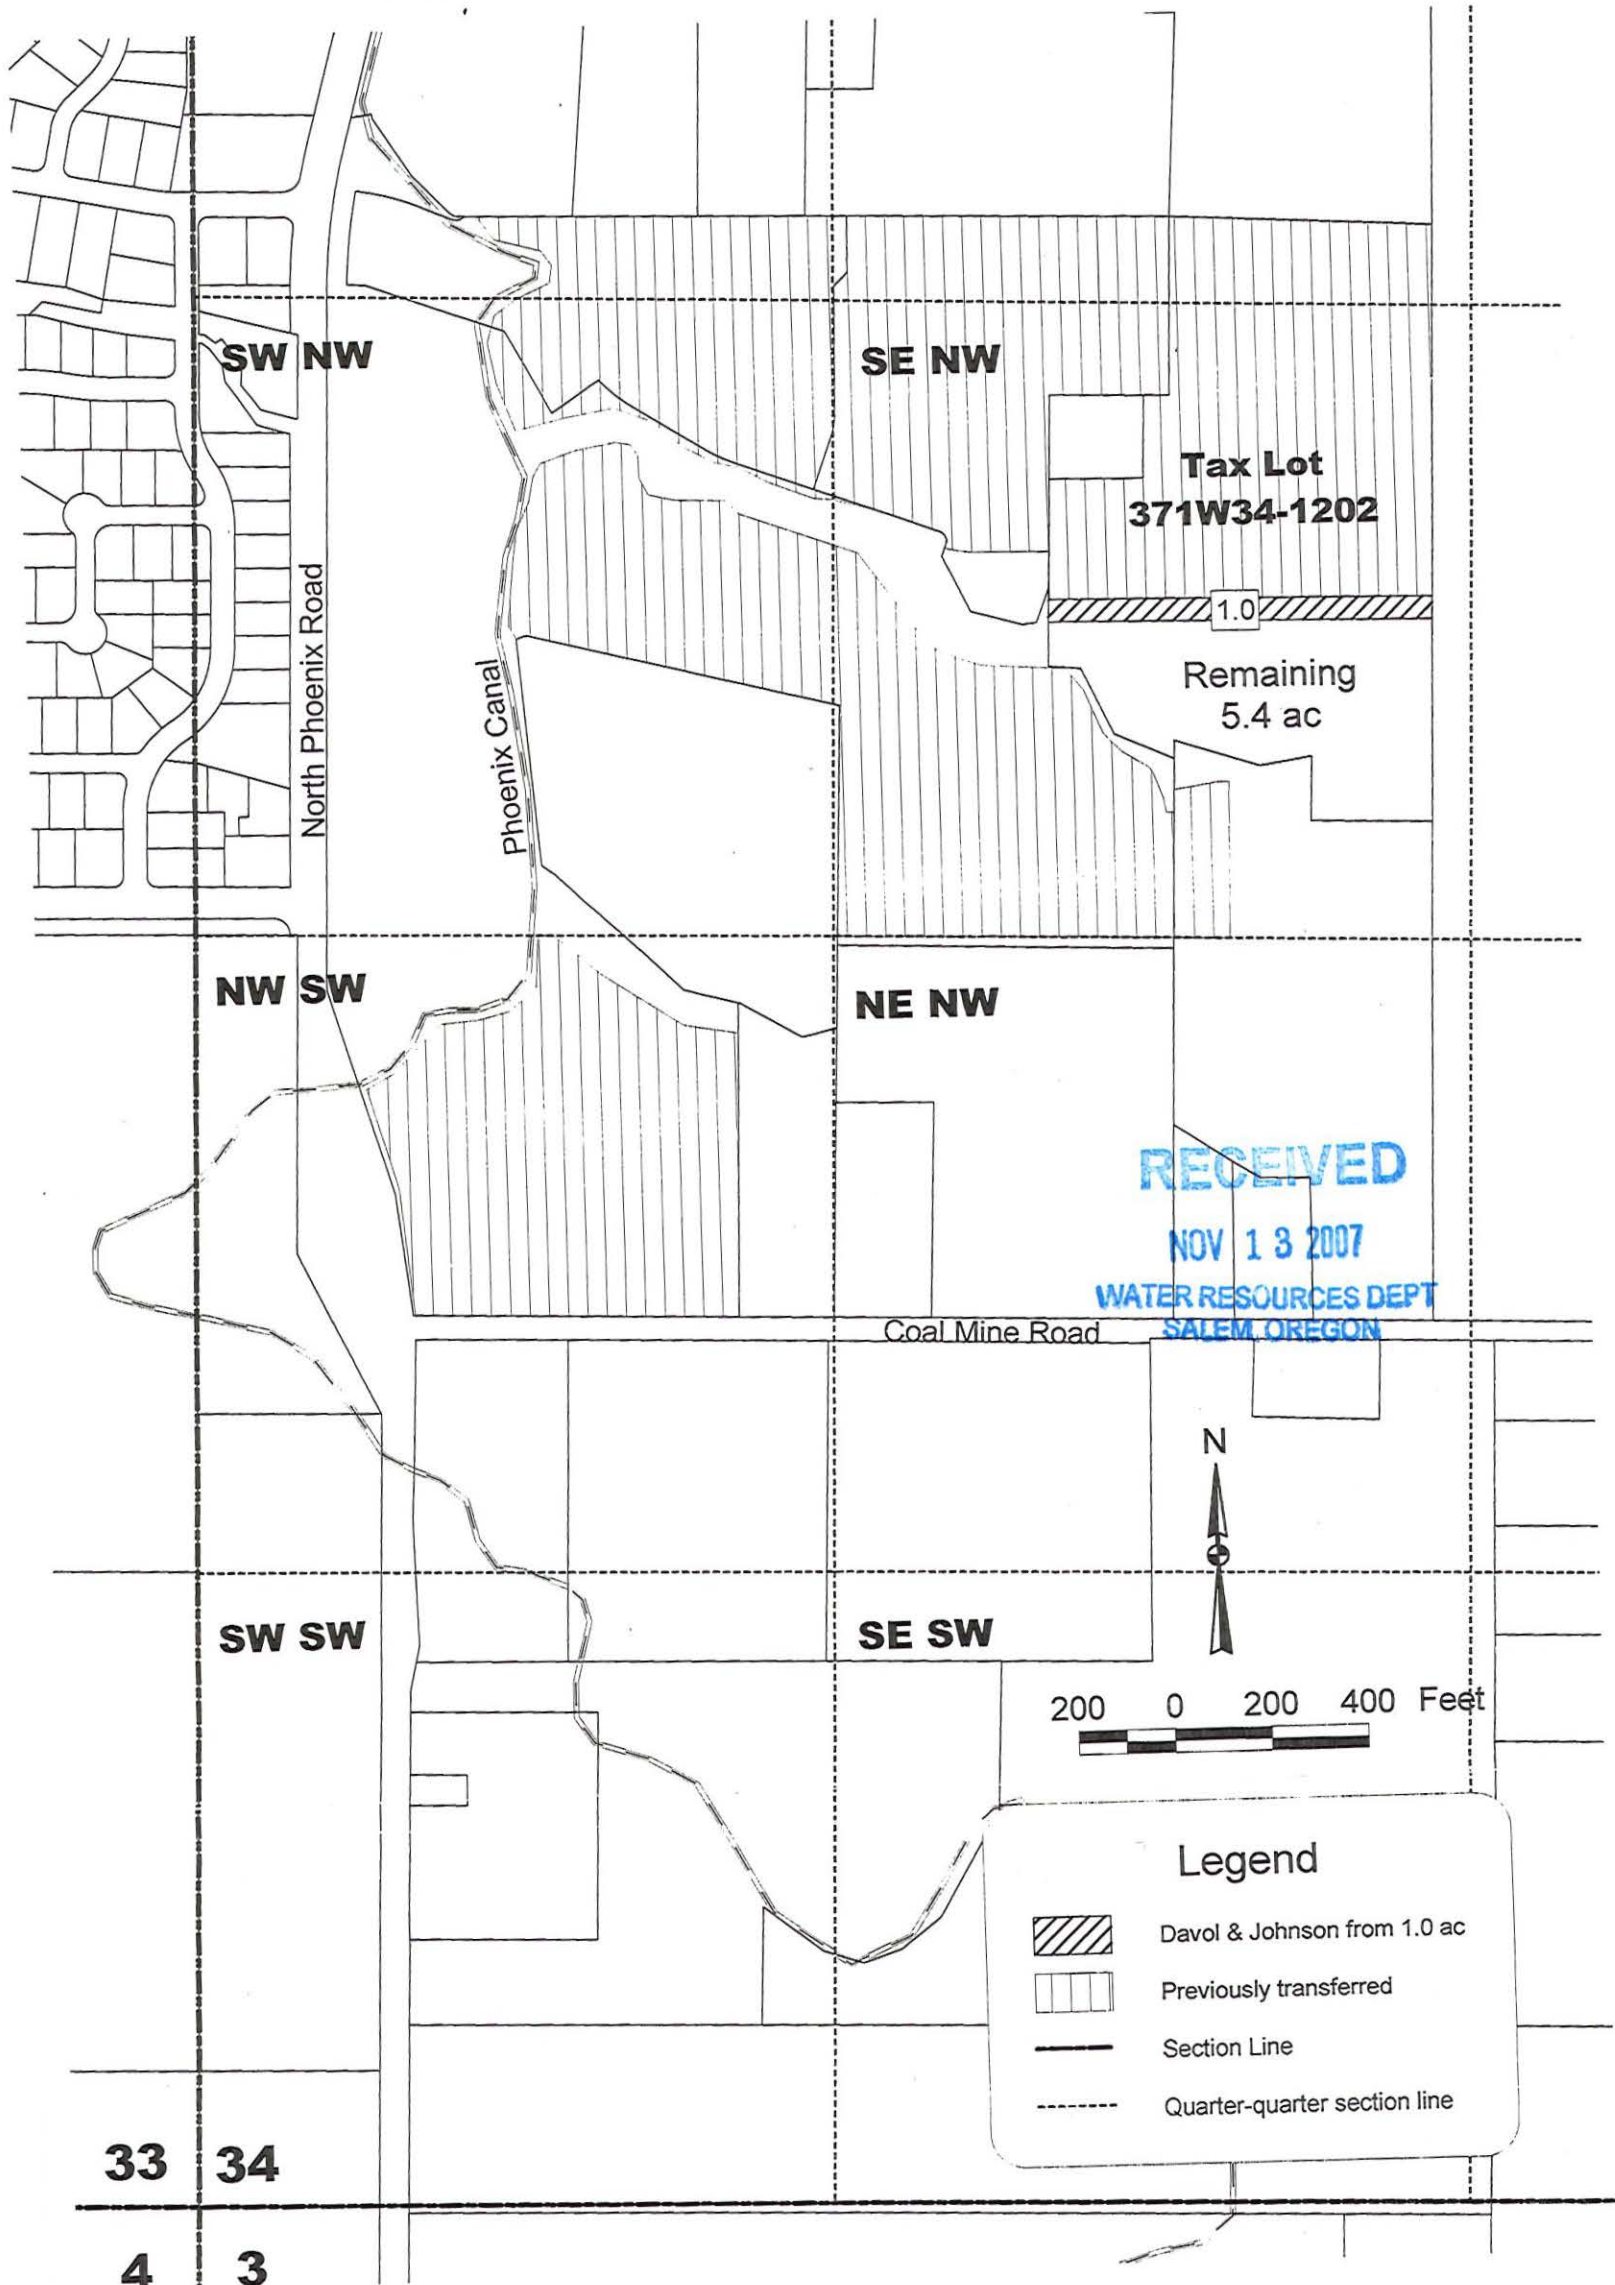 SW NW
SE NW
Tax Lot
371W34-1202
1.0
North Phoenix Road
Remaining
5.4 ac
Phoenix Canal
NW SW
NE NW
RECEIVED
NOV 13 2007
WATER RESOURCES DEPT
SALEM, OREGON
Coal Mine Road
N
SW SW
SE SW
200 0 200 400 Feet
Legend
Davol & Johnson from 1.0 ac
Previously transferred
Section Line
Quarter-quarter section line
33 34
4 3